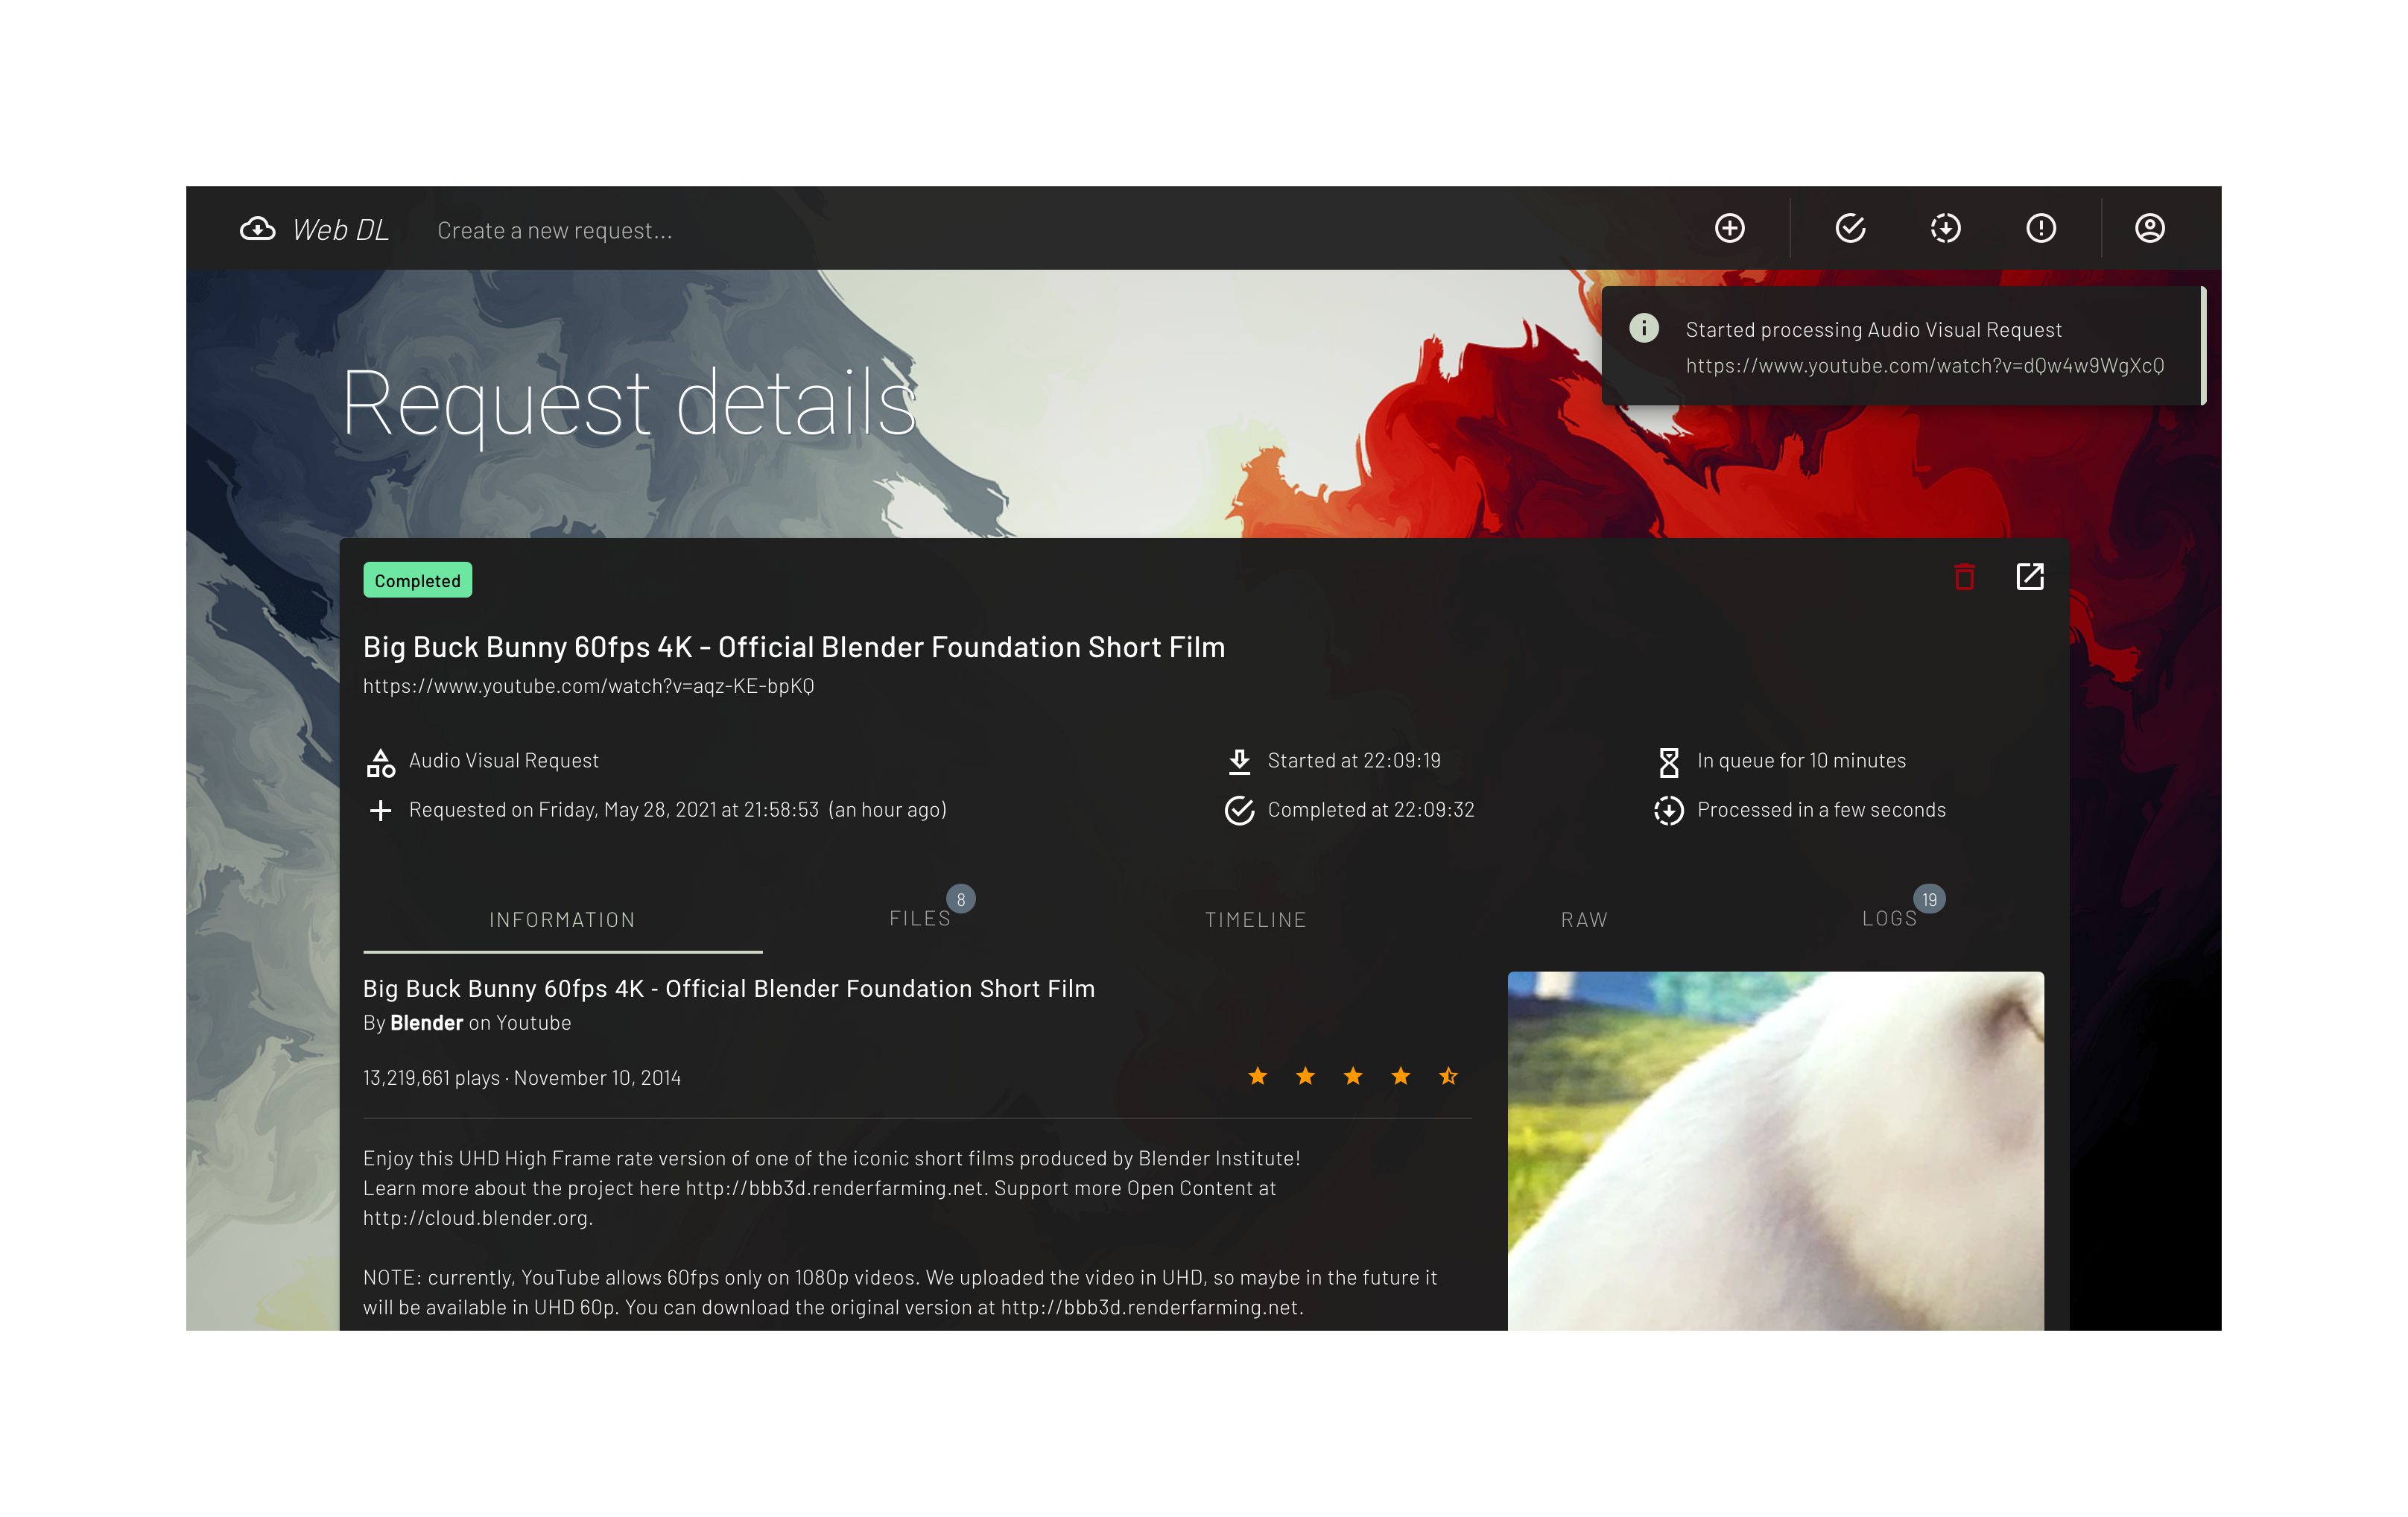 Web DL
Create a new request...
Started processing Audio Visual Request
https://www.youtube.com/watch?v=dQw4w9WgXcQ
Request details
Completed
Big Buck Bunny 60fps 4K - Official Blender Foundation Short Film
https://www.youtube.com/watch?v=aqz-KE-bpKQ
Audio Visual Request
Started at 22:09:19
In queue for 10 minutes
Requested on Friday, May 28, 2021 at 21:58:53 (an hour ago)
Completed at 22:09:32
Processed in a few seconds
INFORMATION
FILES
8
TIMELINE
RAW
LOGS
19
Big Buck Bunny 60fps 4K - Official Blender Foundation Short Film
By Blender on Youtube
13,219,661 plays · November 10, 2014
Enjoy this UHD High Frame rate version of one of the iconic short films produced by Blender Institute!
Learn more about the project here http://bbb3d.renderfarming.net. Support more Open Content at
http://cloud.blender.org.
NOTE: currently, YouTube allows 60fps only on 1080p videos. We uploaded the video in UHD, so maybe in the future it
will be available in UHD 60p. You can download the original version at http://bbb3d.renderfarming.net.